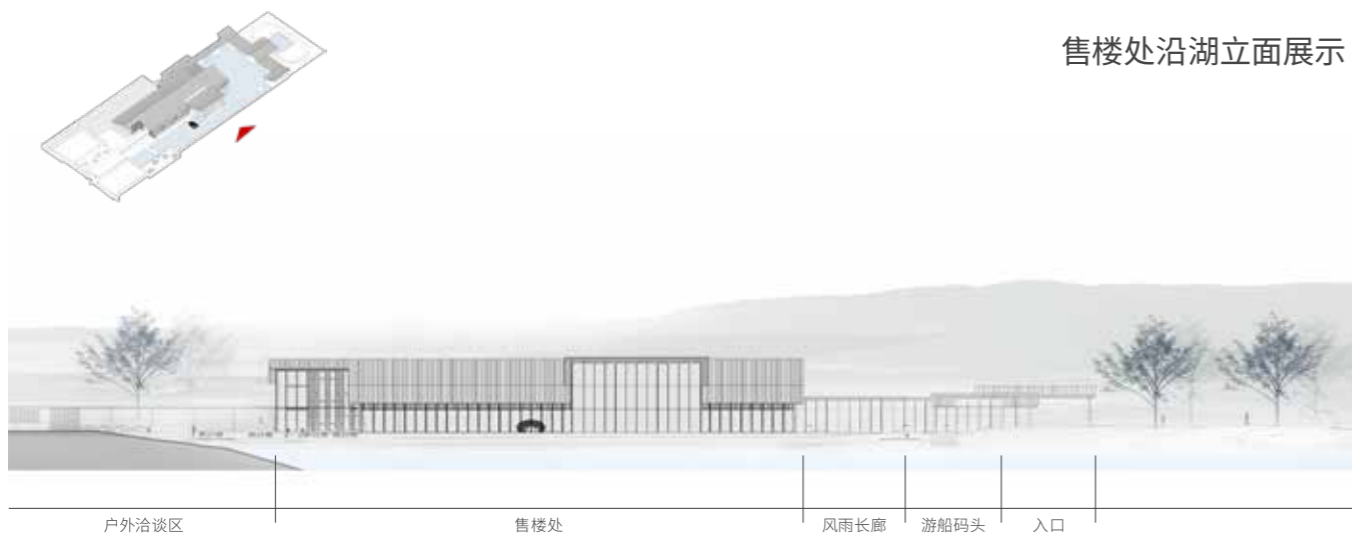 售楼处沿湖立面展示
户外洽谈区
售楼处
风雨长廊
游船码头
入口